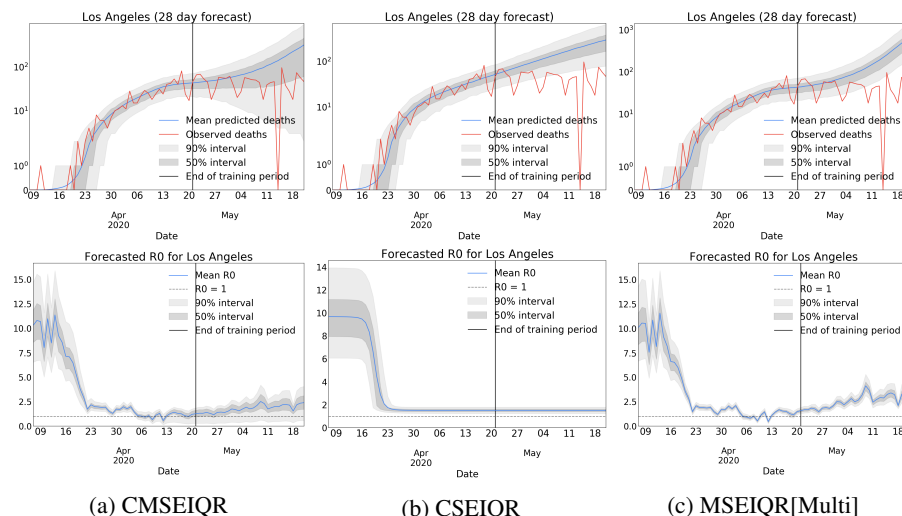 Los Angeles (28 day forecast)
10²
10¹
10⁰
0
Mean predicted deaths
Observed deaths
90% interval
50% interval
End of training period
09 16 23 30 06 13 20 27 04 11 18
Apr
2020
May
Date
Los Angeles (28 day forecast)
10²
10¹
10⁰
0
Mean predicted deaths
Observed deaths
90% interval
50% interval
End of training period
09 16 23 30 06 13 20 27 04 11 18
Apr
2020
May
Date
Los Angeles (28 day forecast)
10³
10²
10¹
10⁰
0
Mean predicted deaths
Observed deaths
90% interval
50% interval
End of training period
09 16 23 30 06 13 20 27 04 11 18
Apr
2020
May
Date
Forecasted R0 for Los Angeles
15.0
12.5
10.0
7.5
5.0
2.5
0.0
Mean R0
R0 = 1
90% interval
50% interval
End of training period
09 16 23 30 06 13 20 27 04 11 18
Apr
2020
May
Date
Forecasted R0 for Los Angeles
14
12
10
8
6
4
2
0
Mean R0
R0 = 1
90% interval
50% interval
End of training period
09 16 23 30 06 13 20 27 04 11 18
Apr
2020
May
Date
Forecasted R0 for Los Angeles
15.0
12.5
10.0
7.5
5.0
2.5
0.0
Mean R0
R0 = 1
90% interval
50% interval
End of training period
09 16 23 30 06 13 20 27 04 11 18
Apr
2020
May
Date
(a) CMSEIQR
(b) CSEIQR
(c) MSEIQR[Multi]